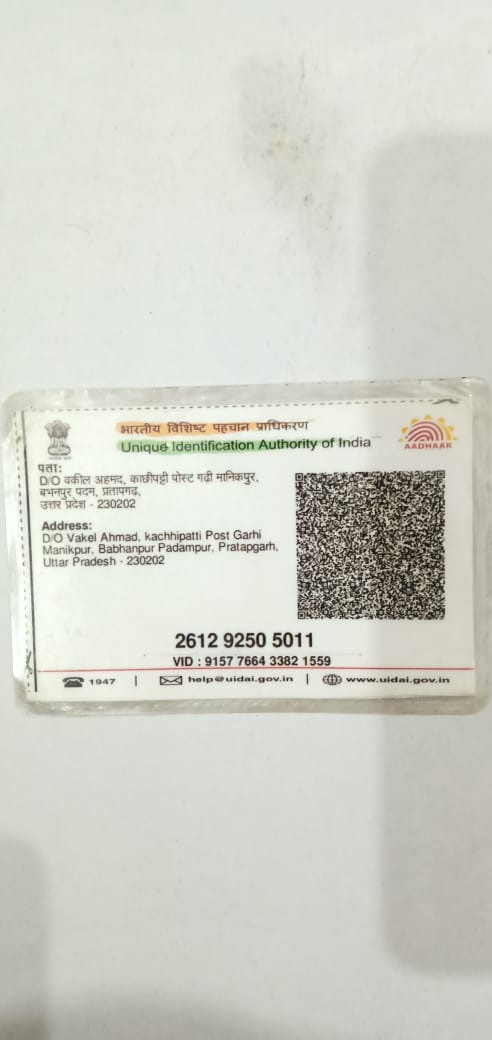 भारतीय विशिष्ट पहचान प्राधिकरण
Unique Identification Authority of India
AADHAAR
पता:
D/O वकील अहमद, काछीपट्टी पोस्ट गढी मानिकपुर,
बभनपुर पदन, प्रतापगढ,
उत्तर प्रदेश - 230202
Address:
D/O Vakel Ahmad, kachhipatti Post Garhi
Manikpur, Babhanpur Padampur, Pratapgarh,
Uttar Pradesh - 230202
2612 9250 5011
VID : 9157 7664 3382 1559
1947 | help@uidai.gov.in | www.uidai.gov.in